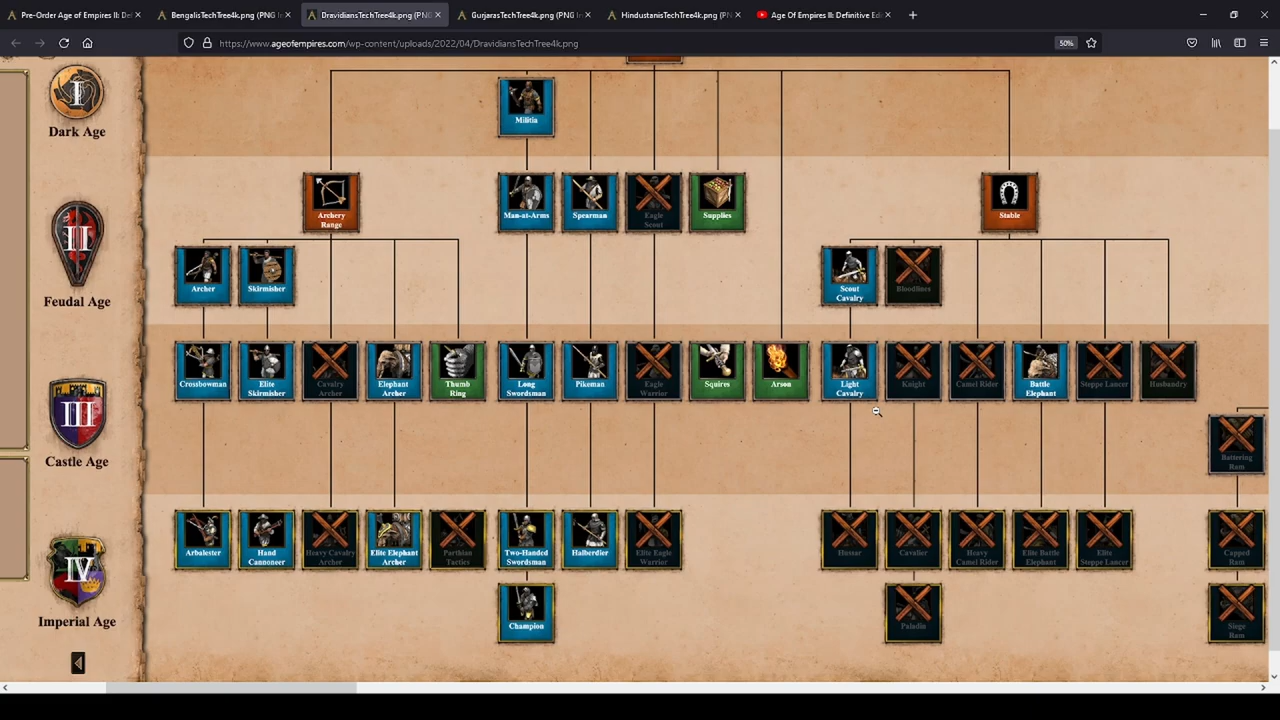 Pre-Order Age of Empires II: Def
BengalisTechTree4k.png (PNG I
DravidiansTechTree4k.png (PNG
GurjarasTechTree4k.png (PNG In
HindustanisTechTree4k.png (PN
Age Of Empires II: Definitive Edi
https://www.ageofempires.com/wp-content/uploads/2022/04/DravidiansTechTree4k.png
50%
I
Dark Age
Militia
II
Feudal Age
Archery
Range
Man-at-Arms
Spearman
Eagle
Scout
Supplies
Stable
Archer
Skirmisher
Scout
Cavalry
Bloodlines
III
Castle Age
Crossbowman
Elite
Skirmisher
Cavalry
Archer
Elephant
Archer
Thumb
Ring
Long
Swordsman
Pikeman
Eagle
Warrior
Squires
Arson
Light
Cavalry
Knight
Camel Rider
Battle
Elephant
Steppe Lancer
Husbandry
Battering
Ram
IV
Imperial Age
Arbalester
Hand
Cannoneer
Heavy Cavalry
Archer
Elite Elephant
Archer
Parthian
Tactics
Two-Handed
Swordsman
Halberdier
Elite Eagle
Warrior
Hussar
Cavalier
Heavy
Camel Rider
Elite Battle
Elephant
Elite
Steppe Lancer
Capped
Ram
Champion
Paladin
Siege
Ram